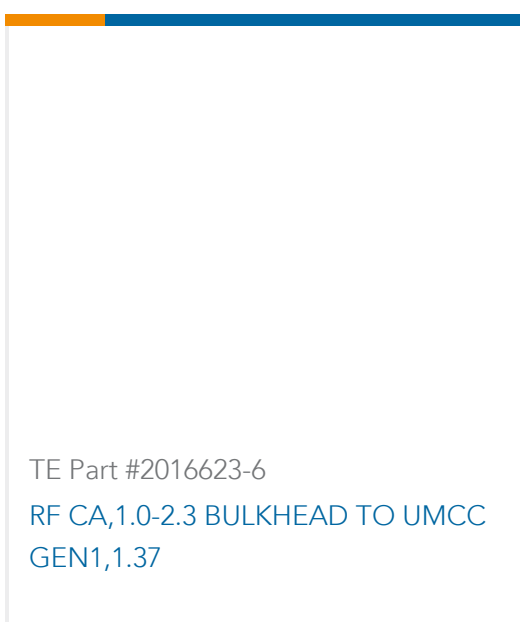 TE Part #2016623-6
RF CA,1.0-2.3 BULKHEAD TO UMCC
GEN1,1.37